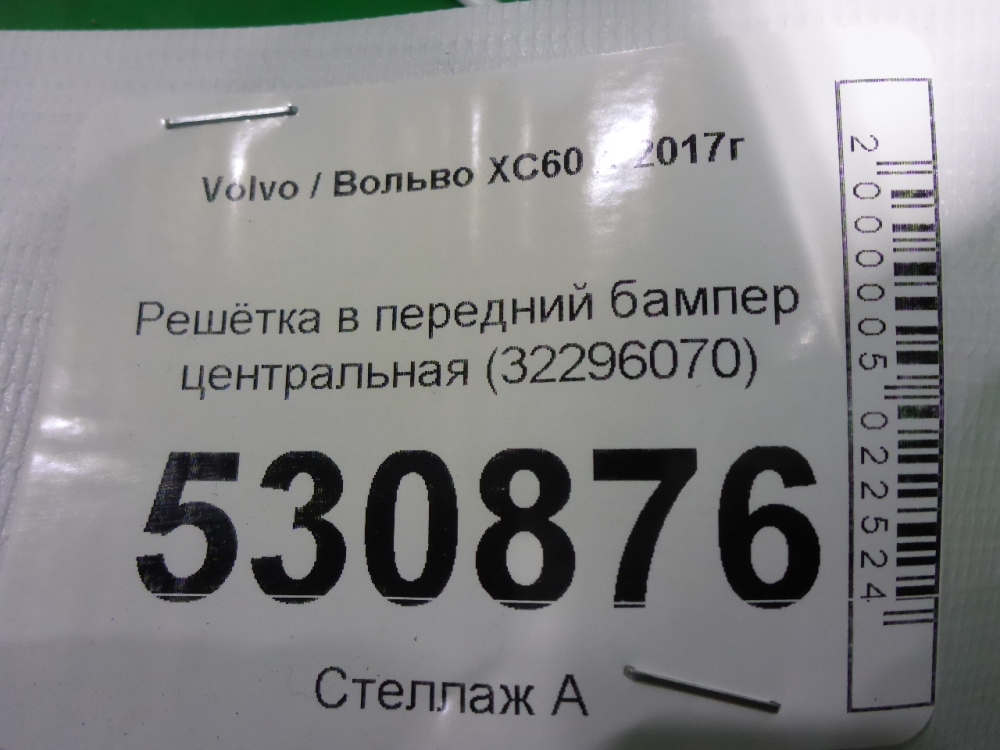 Volvo / Вольво XC60 2017г
Решётка в передний бампер
центральная (32296070)
530876
Стеллаж А
2000005022524